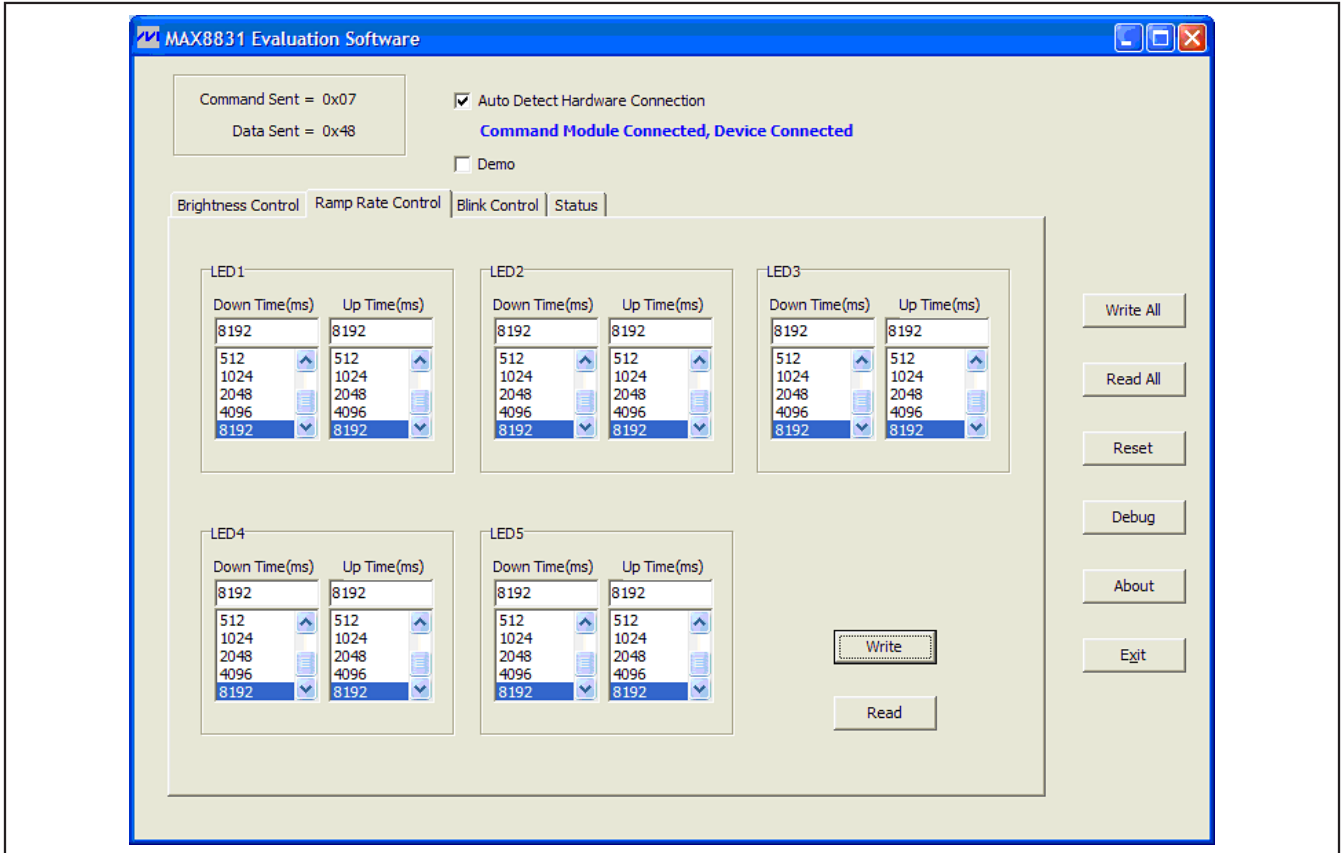 MAX8831 Evaluation Software
Command Sent = 0x07
Data Sent = 0x48
Auto Detect Hardware Connection
Command Module Connected, Device Connected
Demo
Brightness Control Ramp Rate Control Blink Control Status
LED1 LED2 LED3
Down Time(ms) Up Time(ms) Down Time(ms) Up Time(ms) Down Time(ms) Up Time(ms)
8192 8192 8192 8192 8192 8192
512 512 512 512 512 512
1024 1024 1024 1024 1024 1024
2048 2048 2048 2048 2048 2048
4096 4096 4096 4096 4096 4096
8192 8192 8192 8192 8192 8192
LED4 LED5
Down Time(ms) Up Time(ms) Down Time(ms) Up Time(ms)
8192 8192 8192 8192
512 512 512 512
1024 1024 1024 1024
2048 2048 2048 2048
4096 4096 4096 4096
8192 8192 8192 8192
Write
Read
Write All
Read All
Reset
Debug
About
Exit